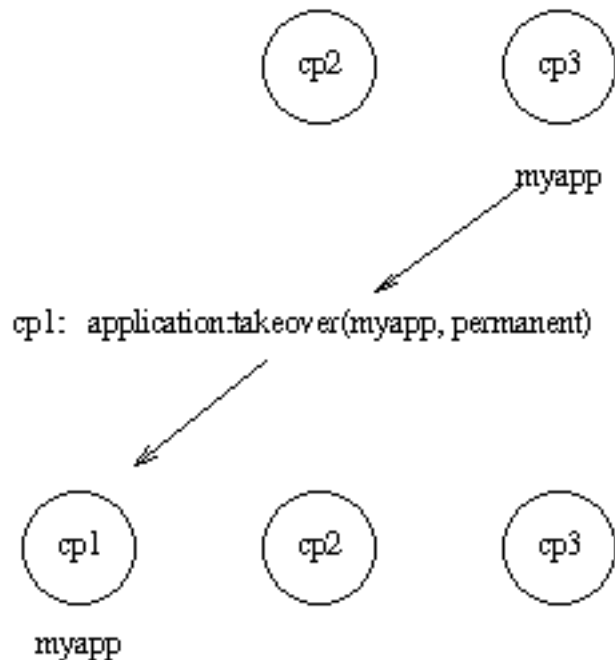 cp2 cp3
myapp
cp1: application:takeover(myapp, permanent)
cp1 cp2 cp3
myapp